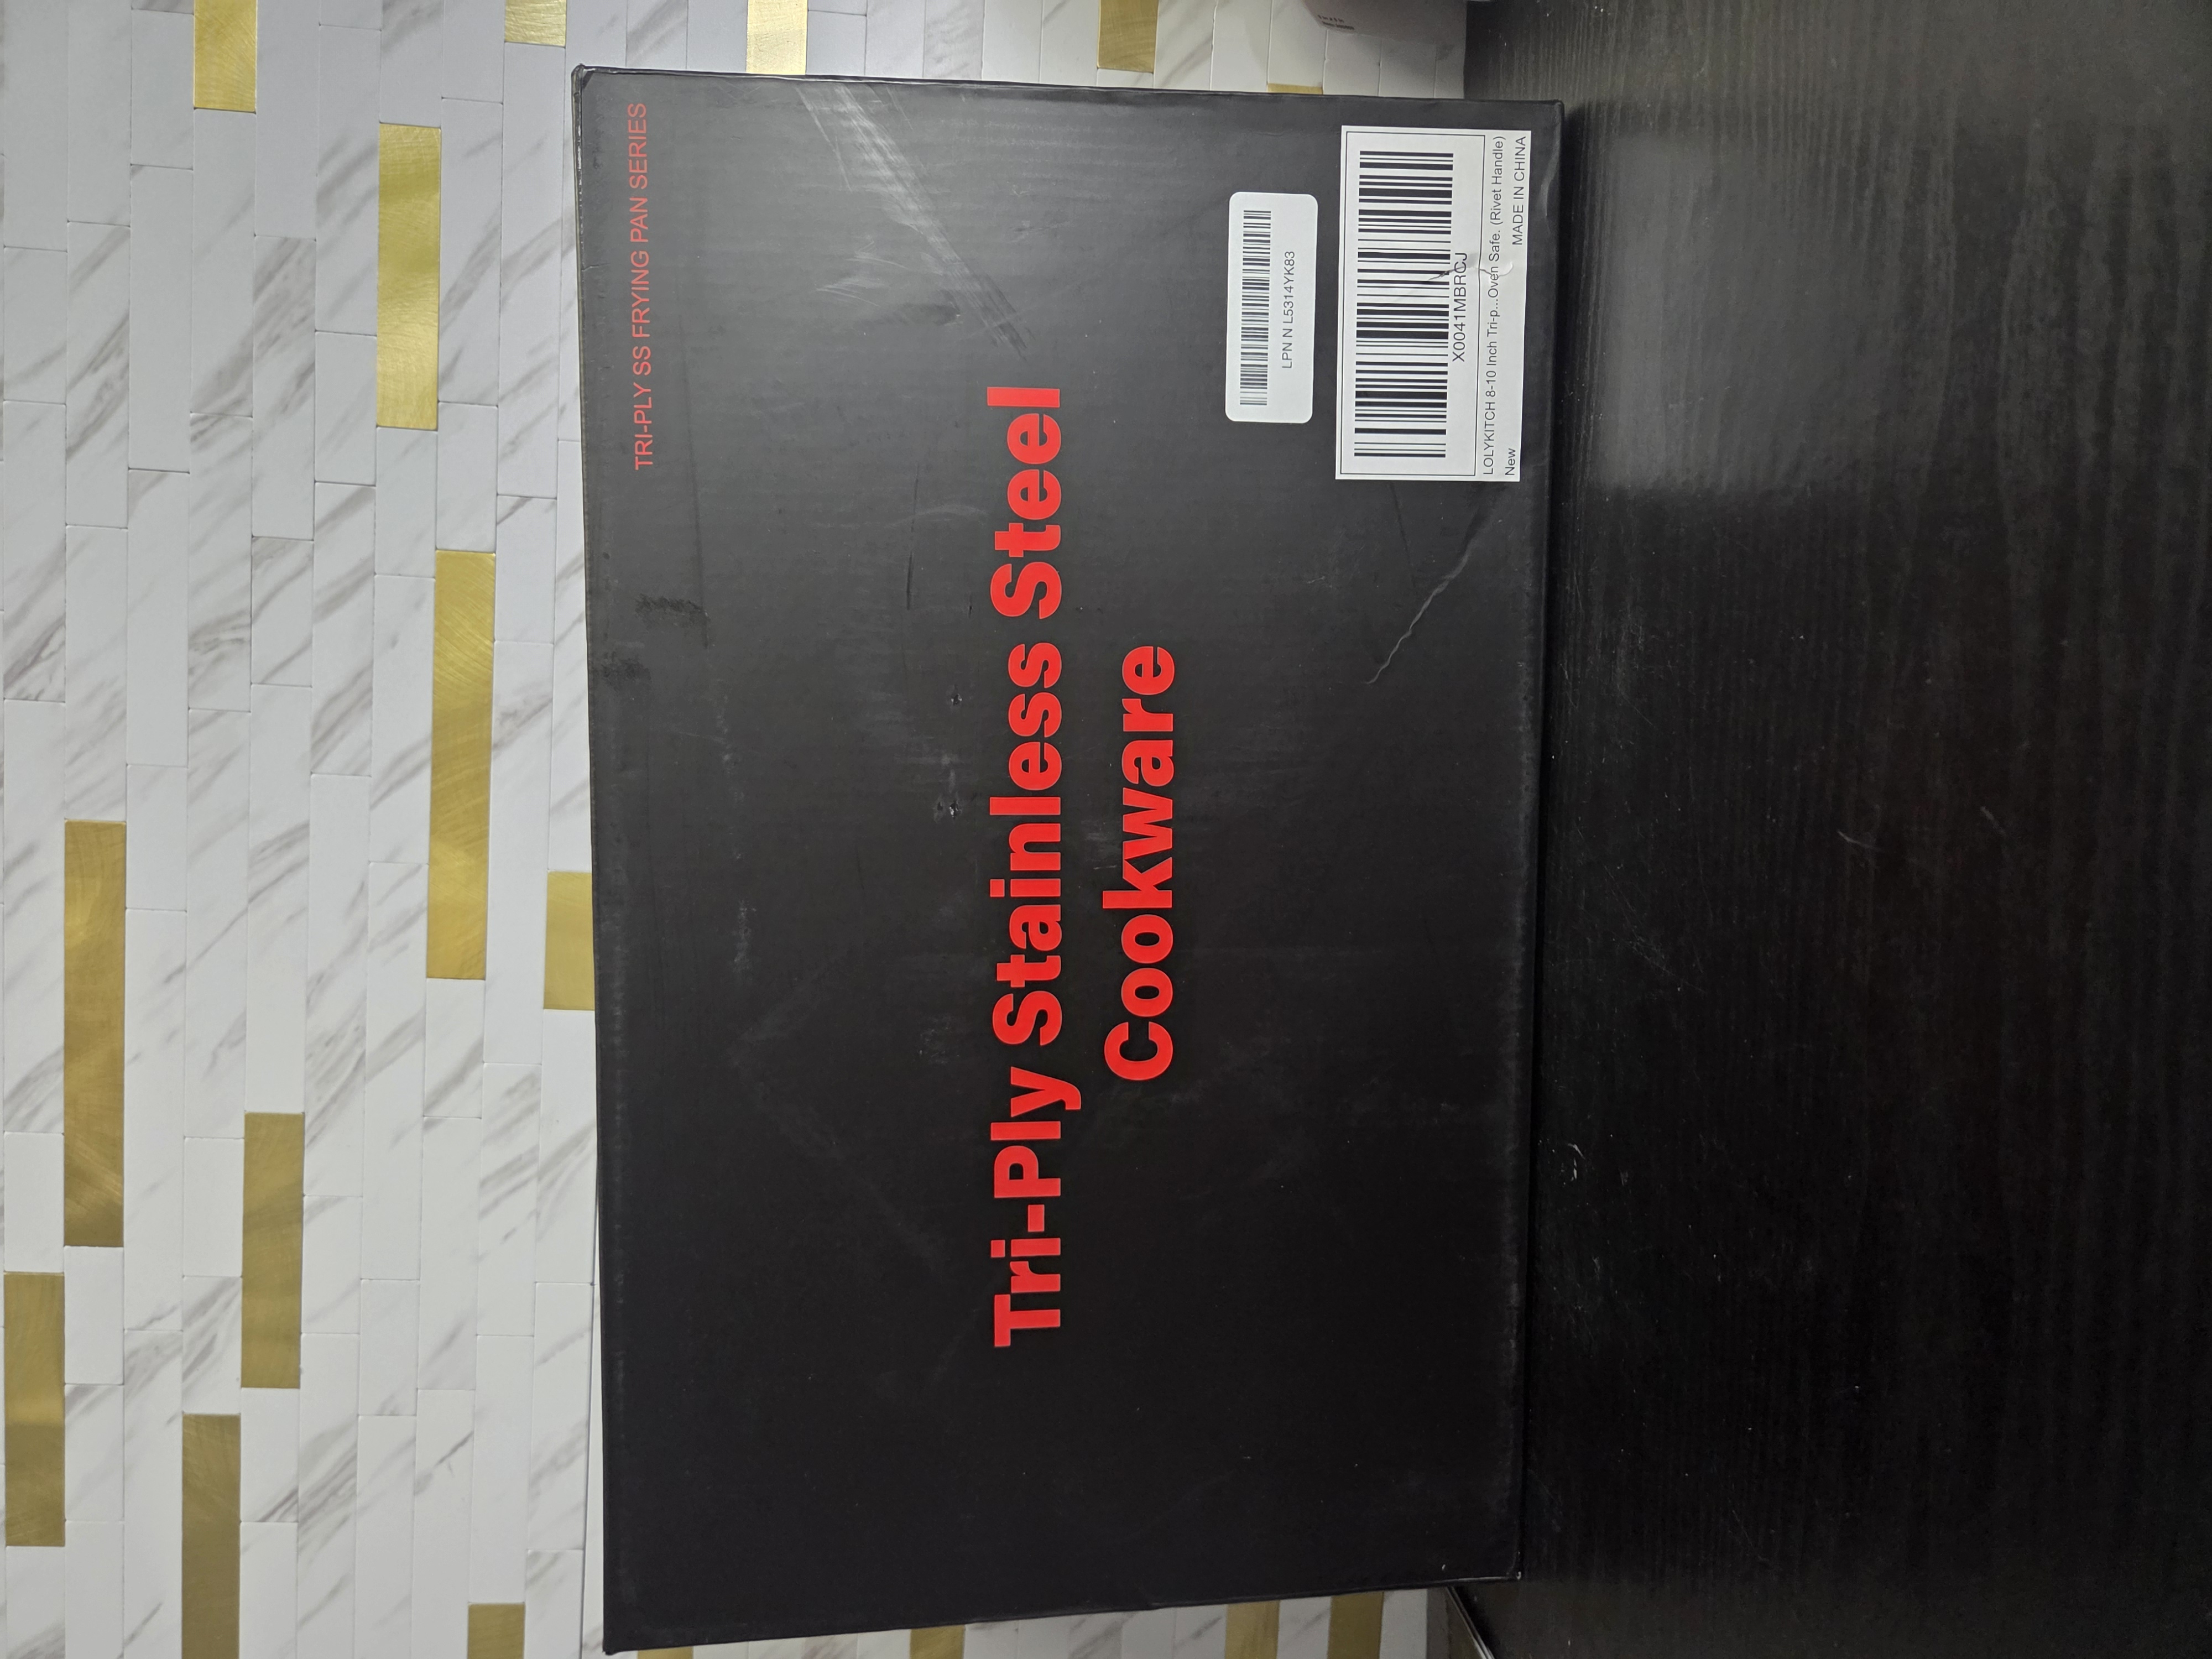 TRI-PLY SS FRYING PAN SERIES
Tri-Ply Stainless Steel
Cookware
LPN N L5314YK83
X0041MBRCJ
LOLYKITCH 8-10 Inch Tri-p...Oven Safe. (Rivet Handle)
New
MADE IN CHINA